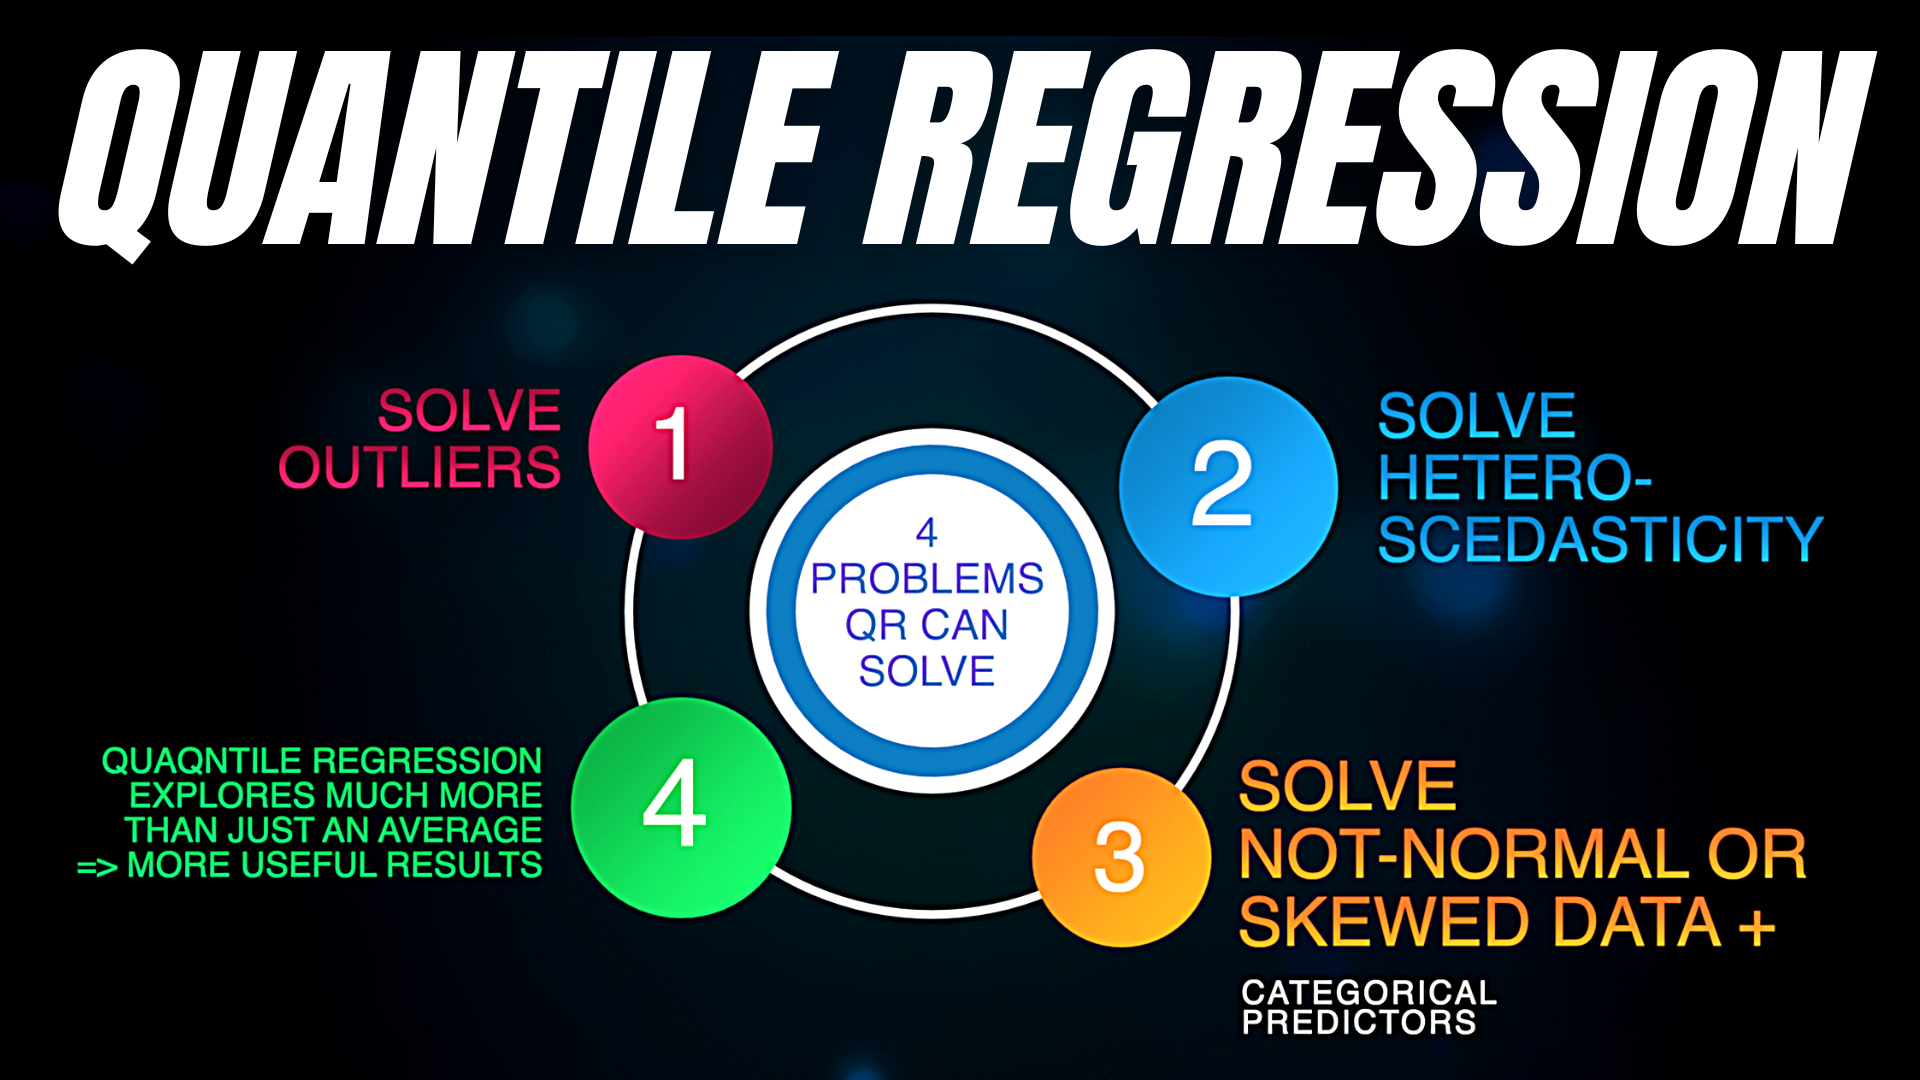 QUANTILE REGRESSION
1
SOLVE
OUTLIERS
2
SOLVE
HETERO-
SCEDASTICITY
4
PROBLEMS
QR CAN
SOLVE
3
SOLVE
NOT-NORMAL OR
SKEWED DATA +
CATEGORICAL
PREDICTORS
4
QUAQNTILE REGRESSION
EXPLORES MUCH MORE
THAN JUST AN AVERAGE
=> MORE USEFUL RESULTS